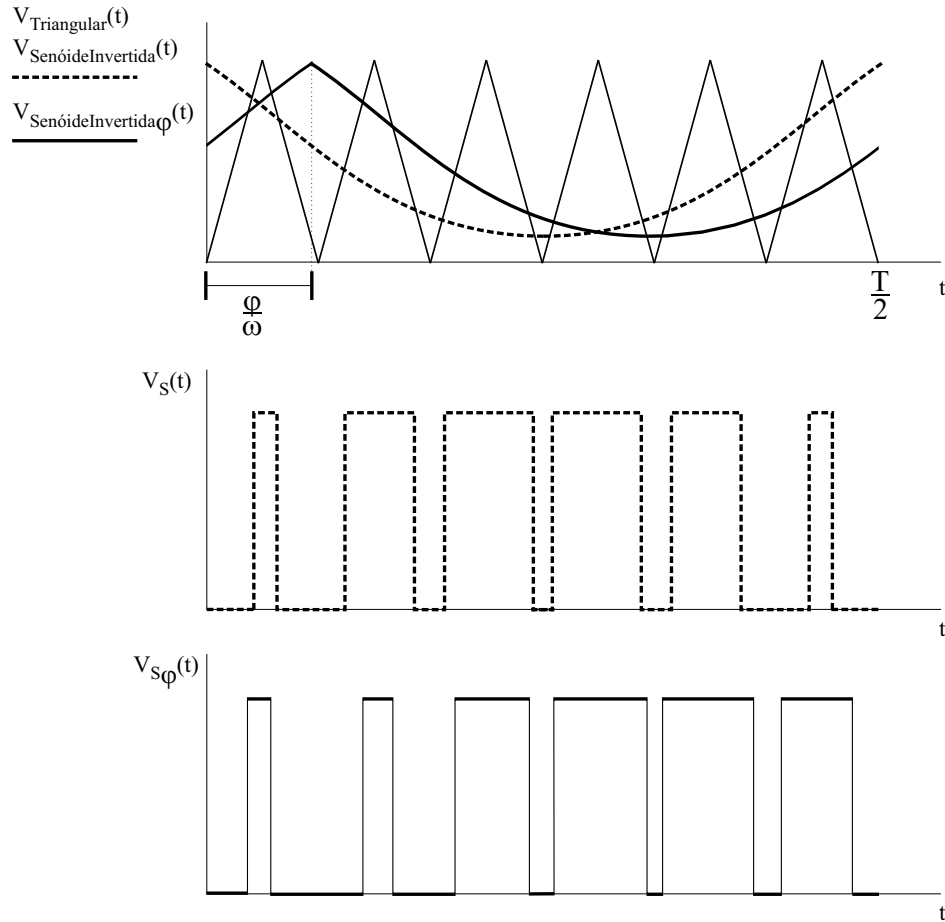 V_Triangular(t)
V_SenóideInvertida(t)
V_SenóideInvertidaφ(t)
φ
ω
T
2
t
V_S(t)
t
V_Sφ(t)
t